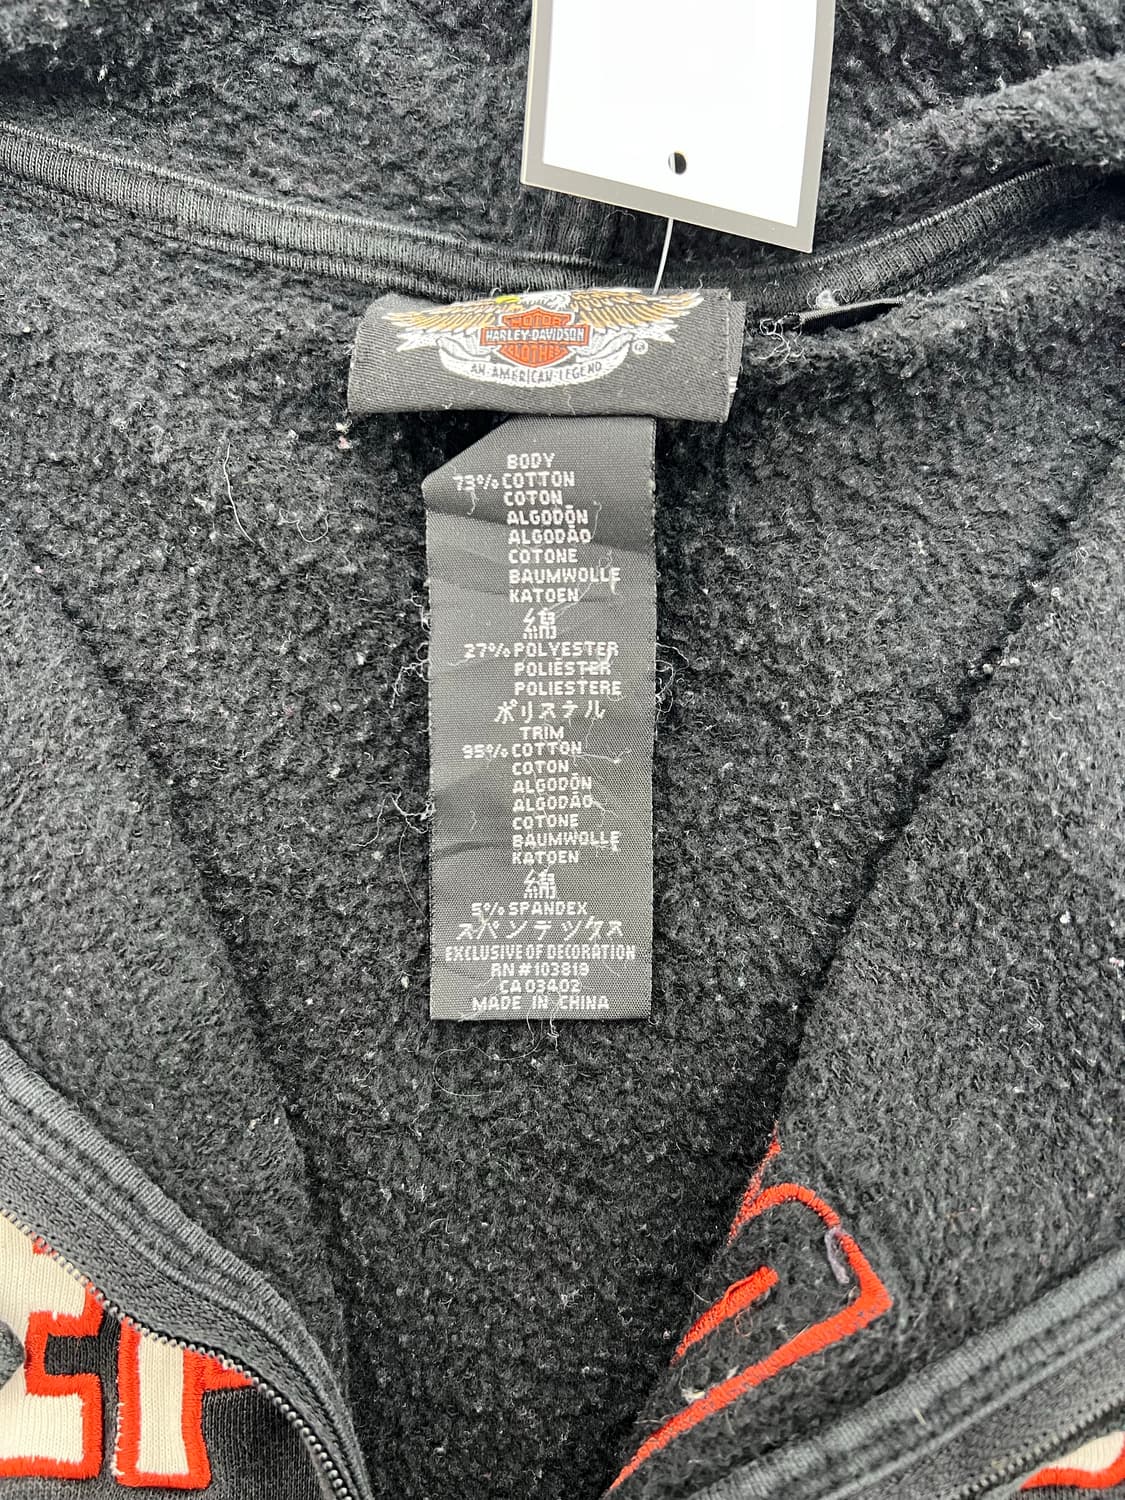 MOTOR
HARLEY-DAVIDSON
CLOTHES
AN AMERICAN LEGEND
BODY
73% COTTON
COTON
ALGODÓN
ALGODÃO
COTONE
BAUMWOLLE
KATOEN
綿
27% POLYESTER
POLIÉSTER
POLIESTERE
ポリステル
TRIM
95% COTTON
COTON
ALGODÓN
ALGODÃO
COTONE
BAUMWOLLE
KATOEN
綿
5% SPANDEX
スパンテックス
EXCLUSIVE OF DECORATION
RN #103819
CA 03402
MADE IN CHINA